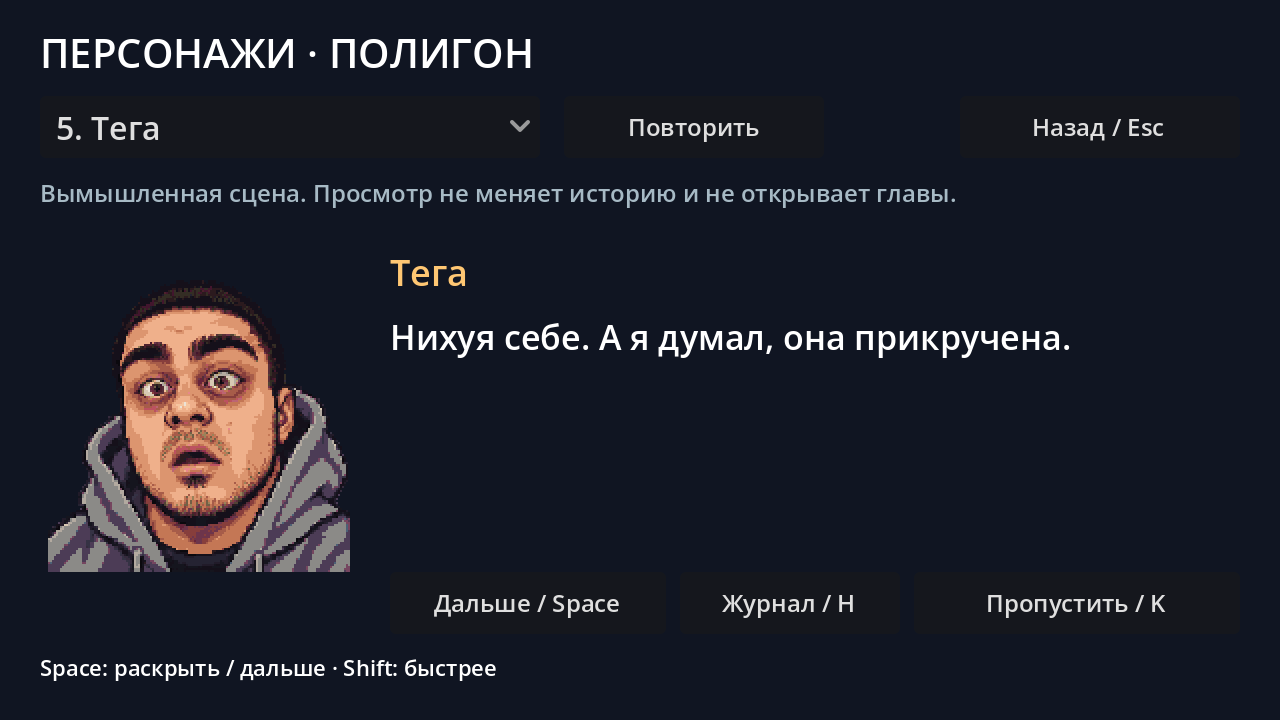 ПЕРСОНАЖИ · ПОЛИГОН
5. Тега
Повторить
Назад / Esc
Вымышленная сцена. Просмотр не меняет историю и не открывает главы.
Тега
Нихуя себе. А я думал, она прикручена.
Дальше / Space
Журнал / H
Пропустить / K
Space: раскрыть / дальше · Shift: быстрее